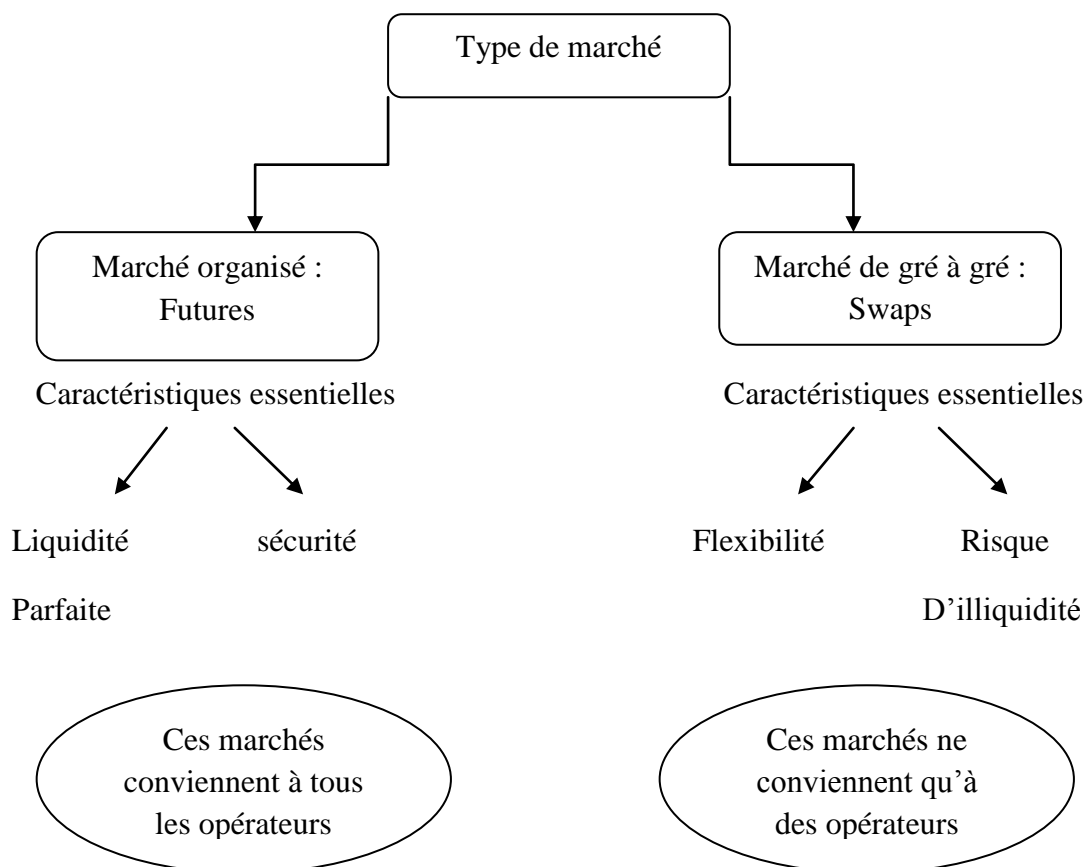 Type de marché
Marché organisé :
Futures
Marché de gré à gré :
Swaps
Caractéristiques essentielles
Caractéristiques essentielles
Liquidité
sécurité
Flexibilité
Risque
Parfaite
D’illiquidité
Ces marchés
conviennent à tous
les opérateurs
Ces marchés ne
conviennent qu’à
des opérateurs